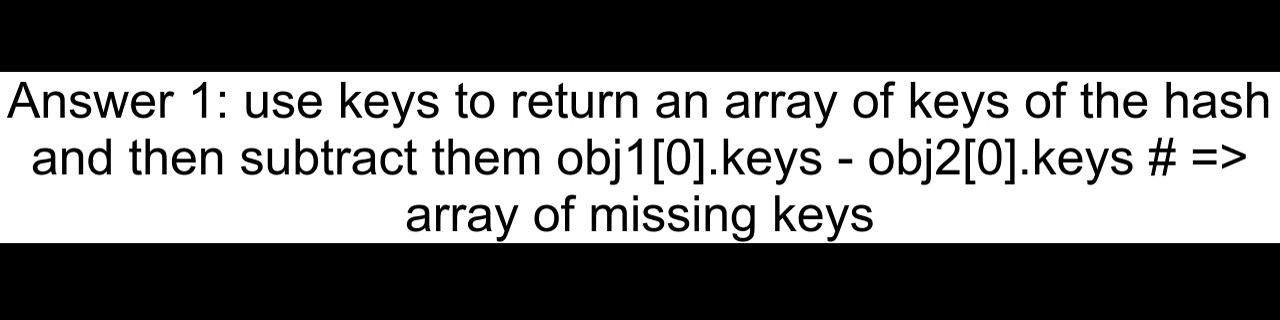 Answer 1: use keys to return an array of keys of the hash
and then subtract them obj1[0].keys - obj2[0].keys # =>
array of missing keys